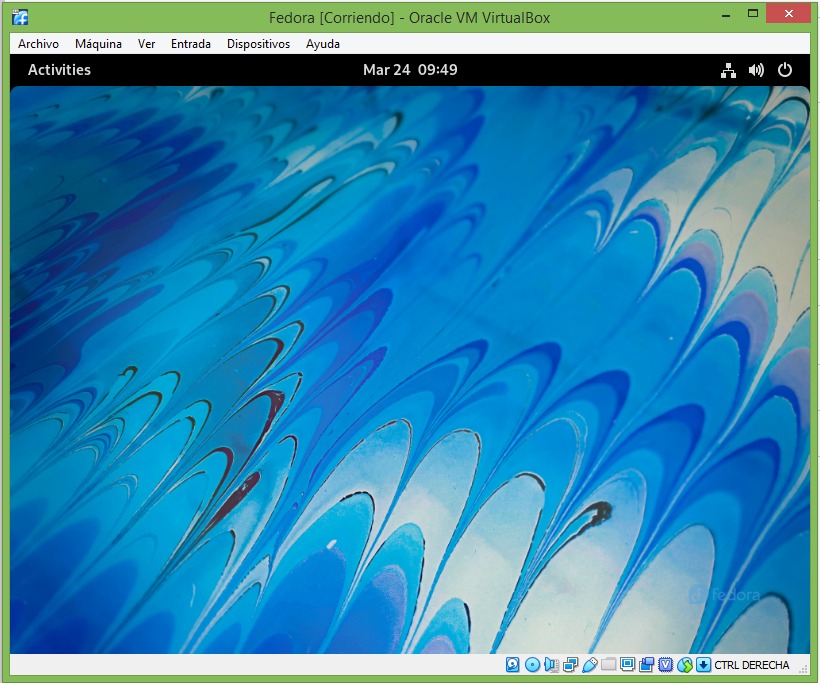 Fedora [Corriendo] - Oracle VM VirtualBox
Archivo Máquina Ver Entrada Dispositivos Ayuda
Activities Mar 24 09:49
fedora
CTRL DERECHA